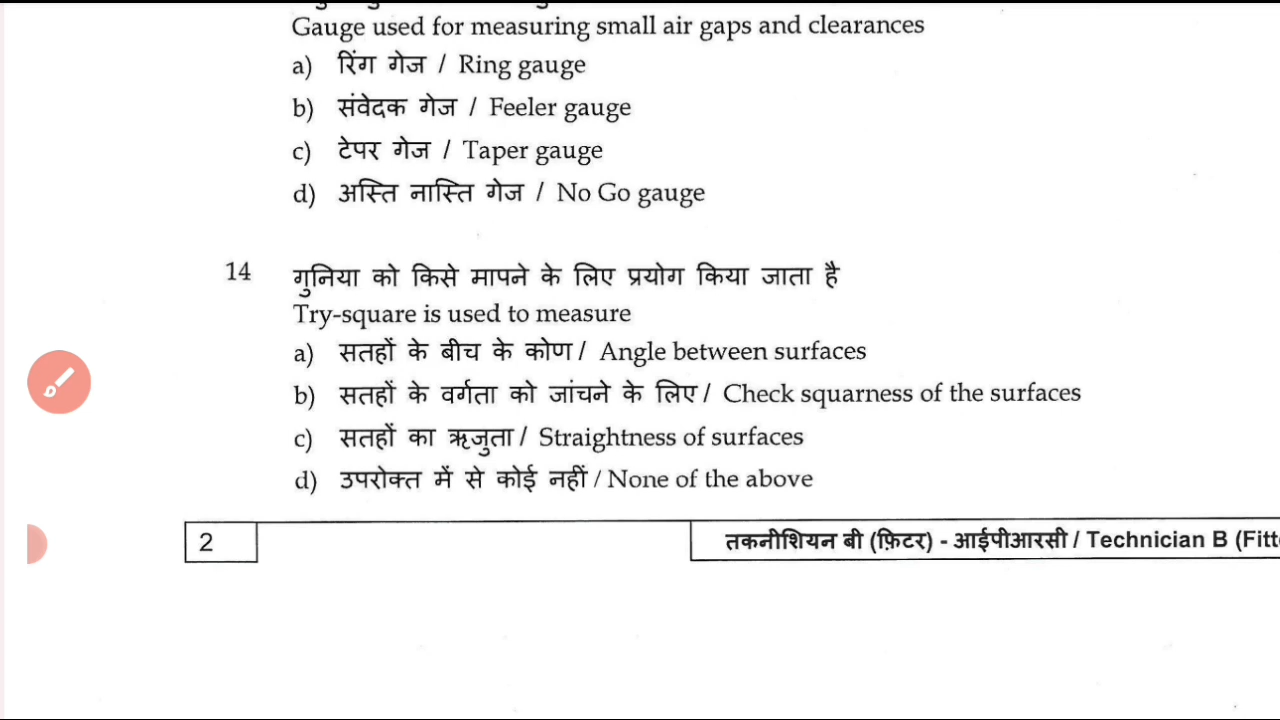 Gauge used for measuring small air gaps and clearances
a) रिंग गेज / Ring gauge
b) संवेदक गेज / Feeler gauge
c) टेपर गेज / Taper gauge
d) अस्ति नास्ति गेज / No Go gauge
14 गुनिया को किसे मापने के लिए प्रयोग किया जाता है
Try-square is used to measure
a) सतहों के बीच के कोण / Angle between surfaces
b) सतहों के वर्गता को जांचने के लिए / Check squarness of the surfaces
c) सतहों का ऋजुता / Straightness of surfaces
d) उपरोक्त में से कोई नहीं / None of the above
2 तकनीशियन बी (फ़िटर) - आईपीआरसी / Technician B (Fitt